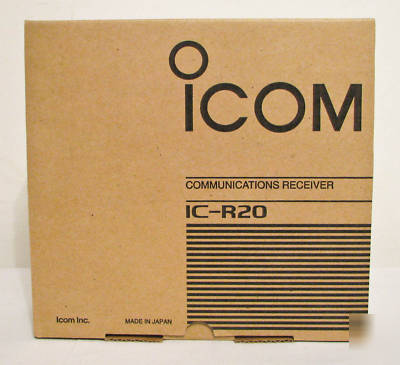 ICOM
COMMUNICATIONS RECEIVER
IC-R20
Icom Inc.
MADE IN JAPAN